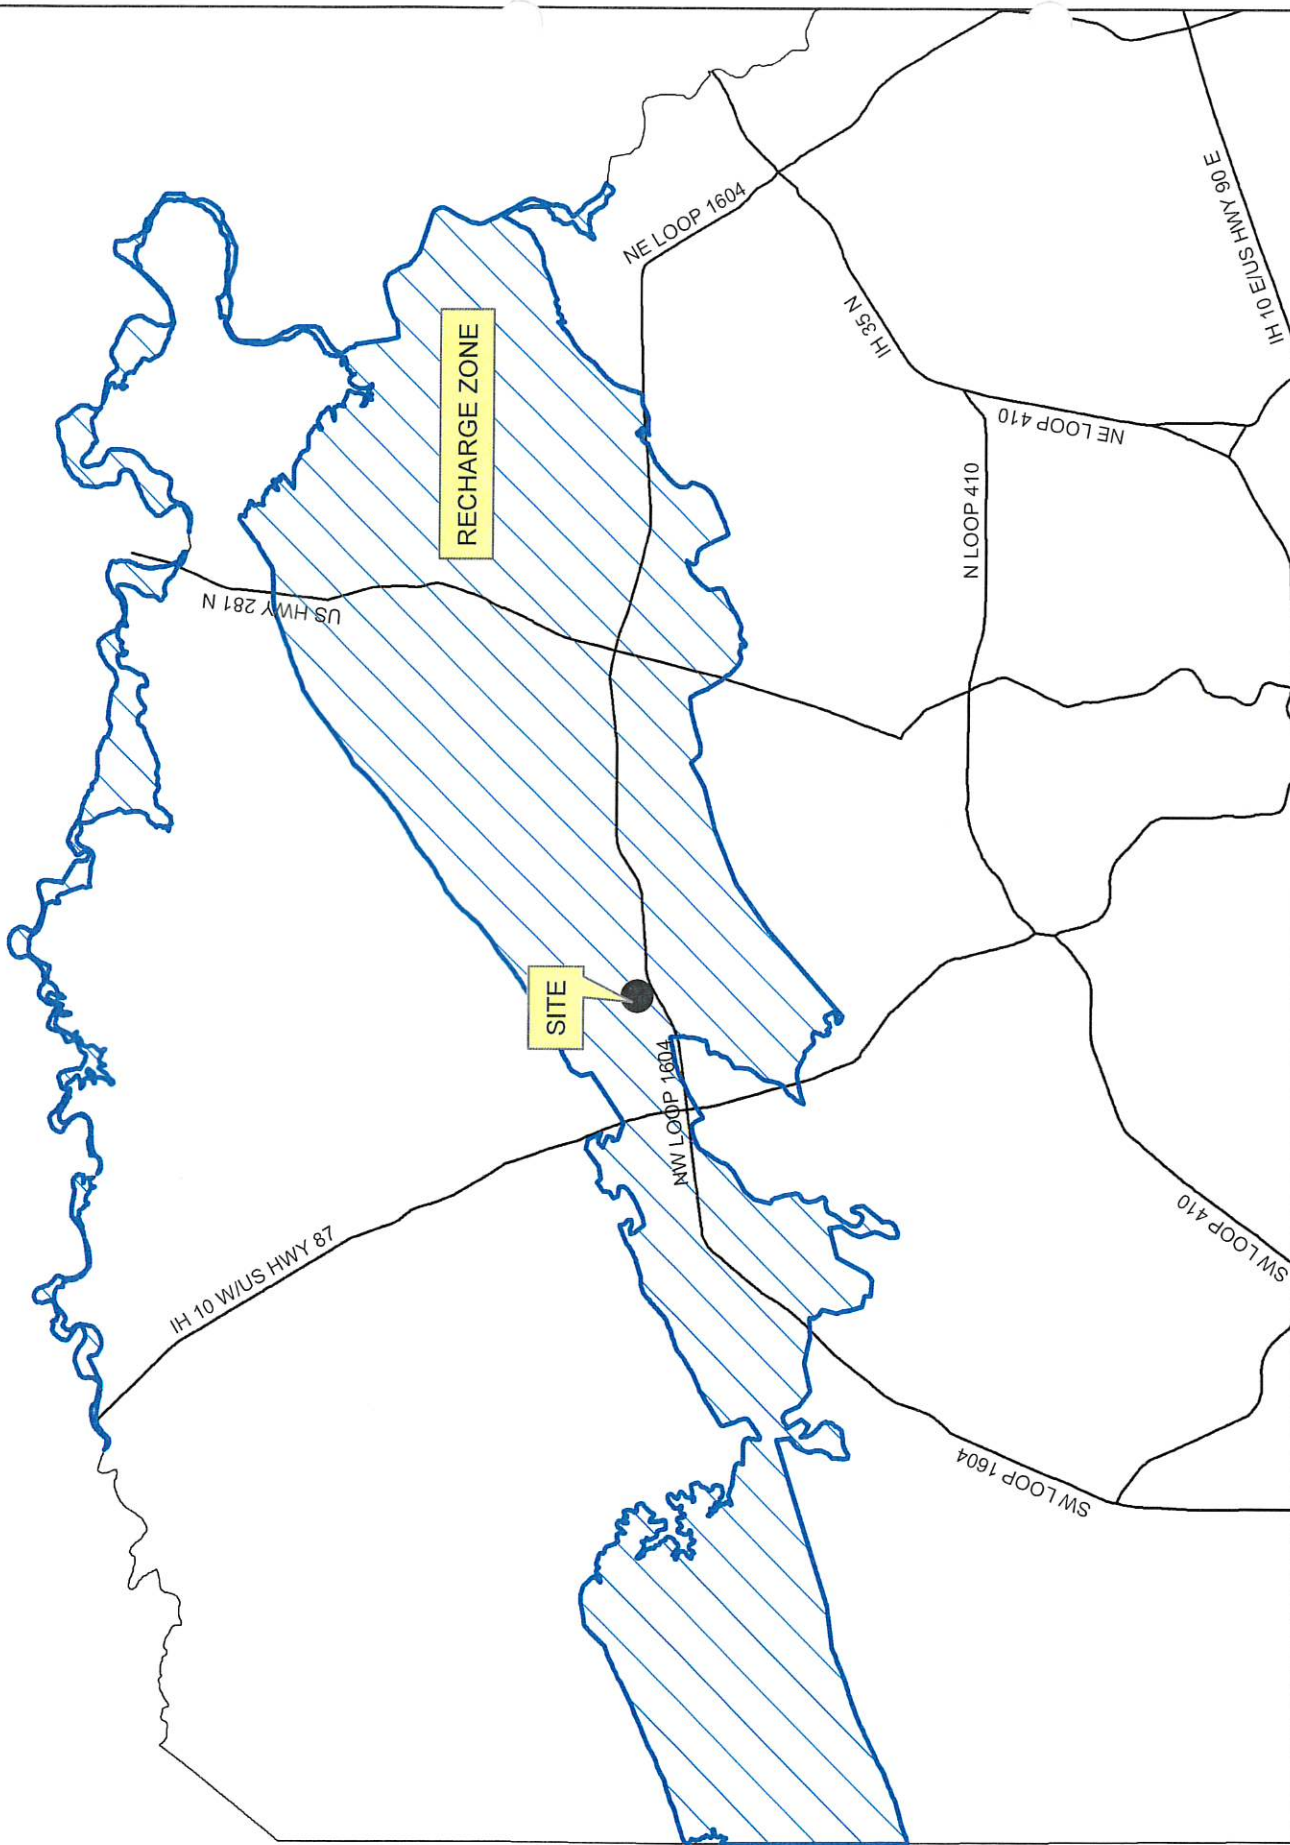 US HWY 281 N
RECHARGE ZONE
NE LOOP 1604
IH 35 N
IH 10 E/US HWY 90 E
NE LOOP 410
N LOOP 410
SITE
NW LOOP 1604
IH 10 W/US HWY 87
SW LOOP 410
SW LOOP 1604